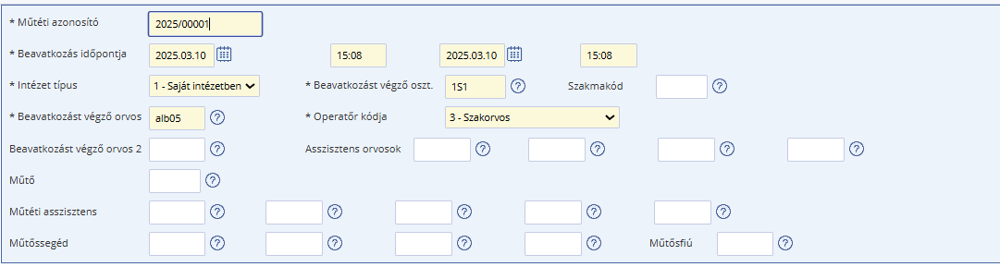 * Műtéti azonosító 2025/00001
* Beavatkozás időpontja 2025.03.10 15:08 2025.03.10 15:08
* Intézet típus 1 - Saját intézetben * Beavatkozást végző oszt. 1S1 ? Szakmakód ?
* Beavatkozást végző orvos alb05 ? * Operatőr kódja 3 - Szakorvos
Beavatkozást végző orvos 2 ? Asszisztens orvosok ? ? ? ?
Műtő ?
Műtéti asszisztens ? ? ? ? ?
Műtőssegéd ? ? ? ? Műtősfiú ?